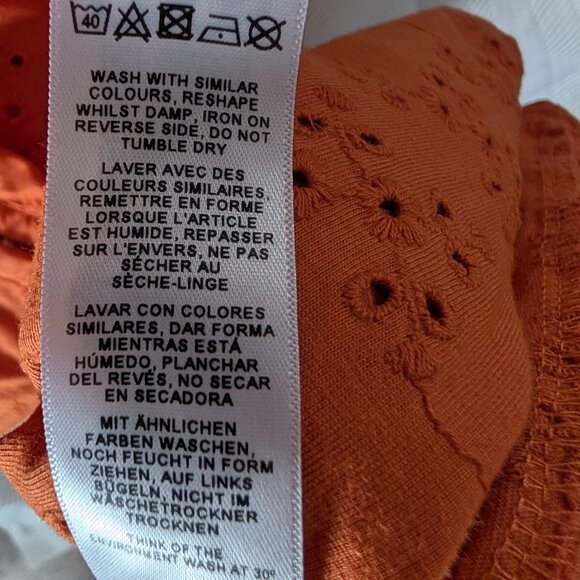 40
WASH WITH SIMILAR
COLOURS, RESHAPE
WHILST DAMP, IRON ON
REVERSE SIDE, DO NOT
TUMBLE DRY
LAVER AVEC DES
COULEURS SIMILAIRES,
REMETTRE EN FORME
LORSQUE L'ARTICLE
EST HUMIDE, REPASSER
SUR L'ENVERS, NE PAS
SÉCHER AU
SÈCHE-LINGE
LAVAR CON COLORES
SIMILARES, DAR FORMA
MIENTRAS ESTÁ
HÚMEDO, PLANCHAR
DEL REVÉS, NO SECAR
EN SECADORA
MIT ÄHNLICHEN
FARBEN WASCHEN,
NOCH FEUCHT IN FORM
ZIEHEN, AUF LINKS
BÜGELN, NICHT IM
WÄSCHETROCKNER
TROCKNEN
THINK OF THE
ENVIRONMENT WASH AT 30°